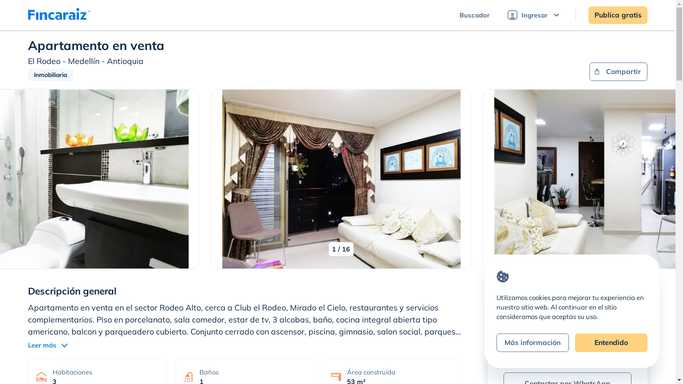 Fincaraiz
Buscador
Ingresar
Publica gratis
Apartamento en venta
El Rodeo - Medellín - Antioquia
Inmobiliaria
Compartir
1 / 16
Descripción general
Apartamento en venta en el sector Rodeo Alto, cerca a Club el Rodeo, Mirado el Cielo, restaurantes y servicios
complementarios. Piso en porcelanato, sala comedor, estar de tv, 3 alcobas, baño, cocina integral abierta tipo
americano, balcon y parqueadero cubierto. Conjunto cerrado con ascensor, piscina, gimnasio, salon social, parques...
Leer más
Habitaciones
3
Baños
1
Área construida
53 m²
Utilizamos cookies para mejorar tu experiencia en
nuestro sitio web. Al continuar en el sitio
consideramos que aceptas su uso.
Más información
Entendido
Contactar por WhatsApp